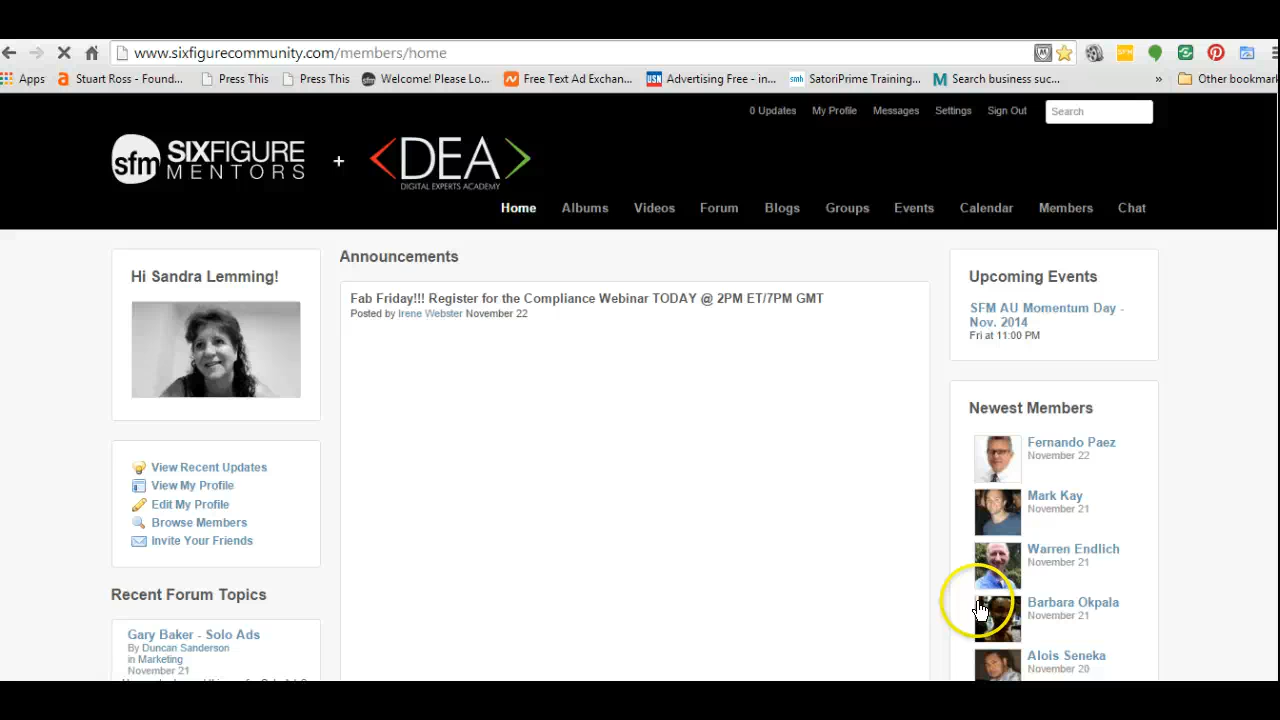 www.sixfigurecommunity.com/members/home
Apps
Stuart Ross - Found...
Press This
Press This
Welcome! Please Lo...
Free Text Ad Exchan...
Advertising Free - in...
SatoriPrime Training...
Search business suc...
»
Other bookmar
0 Updates
My Profile
Messages
Settings
Sign Out
Search
sfm SIXFIGURE
MENTORS
+
<DEA>
DIGITAL EXPERTS ACADEMY
Home
Albums
Videos
Forum
Blogs
Groups
Events
Calendar
Members
Chat
Hi Sandra Lemming!
View Recent Updates
View My Profile
Edit My Profile
Browse Members
Invite Your Friends
Recent Forum Topics
Gary Baker - Solo Ads
By Duncan Sanderson
in Marketing
November 21
Announcements
Fab Friday!!! Register for the Compliance Webinar TODAY @ 2PM ET/7PM GMT
Posted by Irene Webster November 22
Upcoming Events
SFM AU Momentum Day -
Nov. 2014
Fri at 11:00 PM
Newest Members
Fernando Paez
November 22
Mark Kay
November 21
Warren Endlich
November 21
Barbara Okpala
November 21
Alois Seneka
November 20